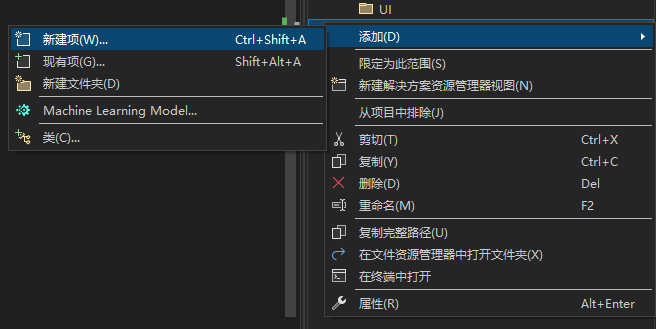 UI
新建项(W)... Ctrl+Shift+A
现有项(G)... Shift+Alt+A
新建文件夹(D)
Machine Learning Model...
类(C)...
添加(D)
限定为此范围(S)
新建解决方案资源管理器视图(N)
从项目中排除(J)
剪切(T) Ctrl+X
复制(Y) Ctrl+C
删除(D) Del
重命名(M) F2
复制完整路径(U)
在文件资源管理器中打开文件夹(X)
在终端中打开
属性(R) Alt+Enter